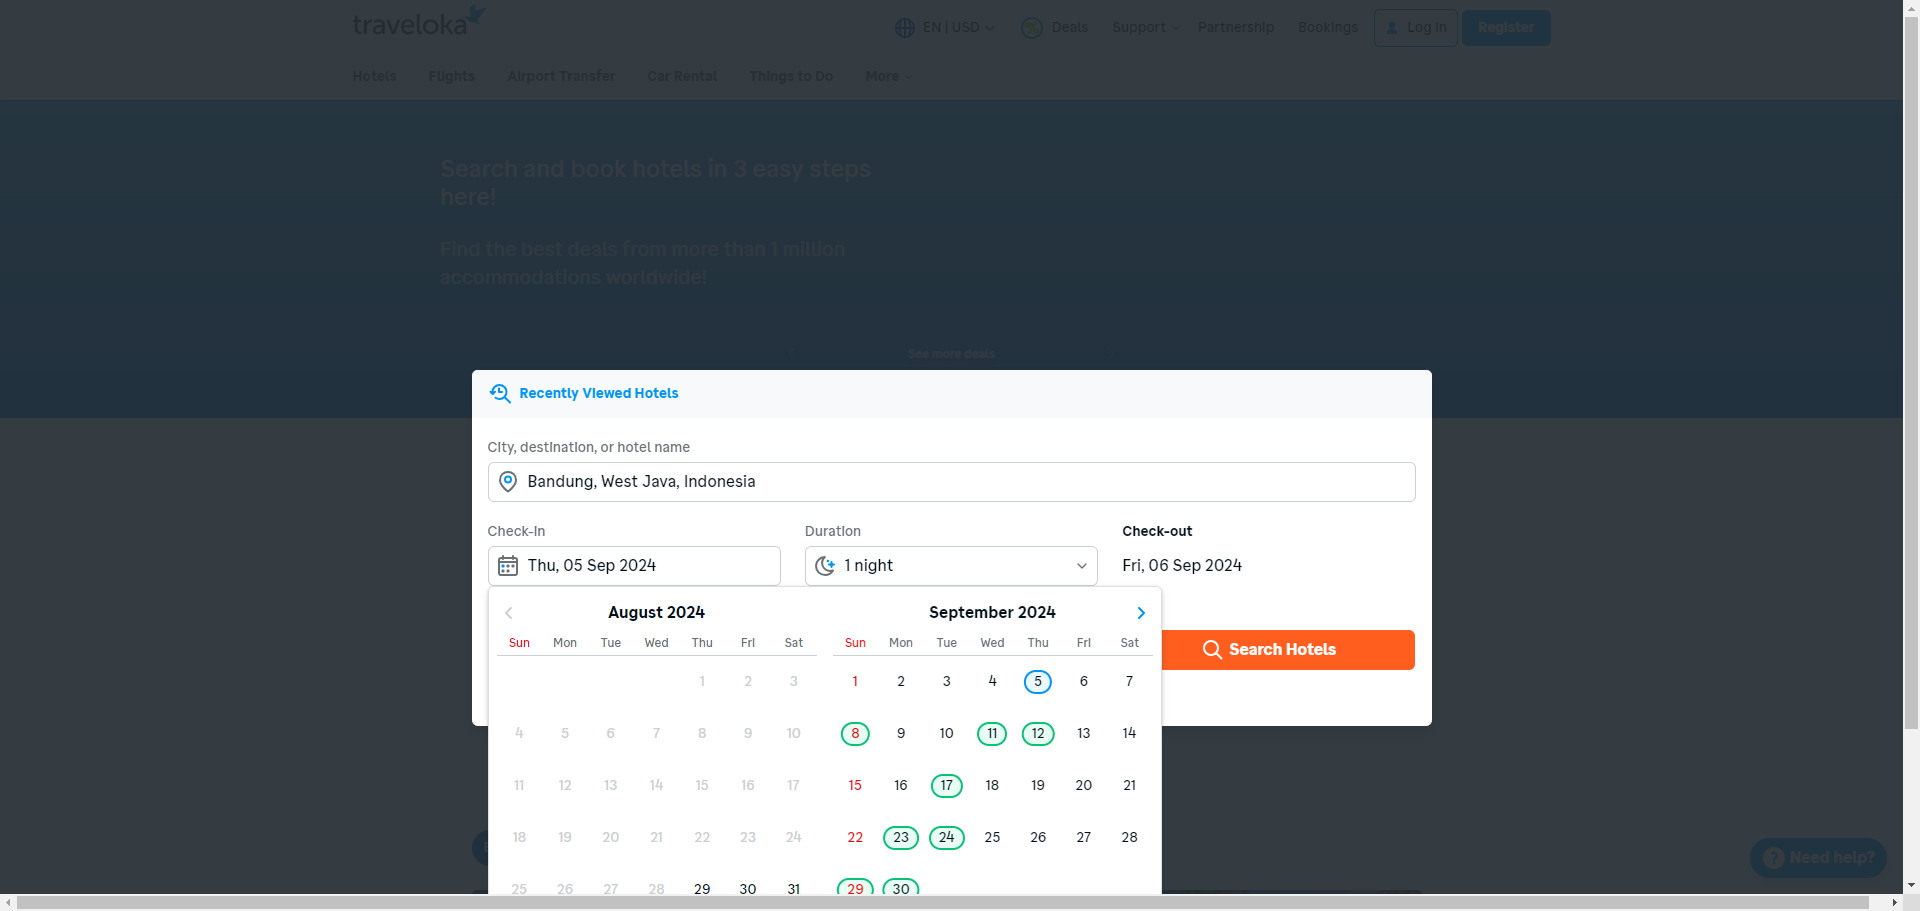 traveloka
EN | USD
Deals
Support
Partnership
Bookings
Log In
Register
Hotels
Flights
Airport Transfer
Car Rental
Things to Do
More
Search and book hotels in 3 easy steps
here!
Find the best deals from more than 1 million
accommodations worldwide!
See more deals
Recently Viewed Hotels
City, destination, or hotel name
Bandung, West Java, Indonesia
Check-in
Duration
Check-out
Thu, 05 Sep 2024
1 night
Fri, 06 Sep 2024
August 2024
Sun Mon Tue Wed Thu Fri Sat
1 2 3
4 5 6 7 8 9 10
11 12 13 14 15 16 17
18 19 20 21 22 23 24
25 26 27 28 29 30 31
September 2024
Sun Mon Tue Wed Thu Fri Sat
1 2 3 4 5 6 7
8 9 10 11 12 13 14
15 16 17 18 19 20 21
22 23 24 25 26 27 28
29 30
Search Hotels
? Need help?